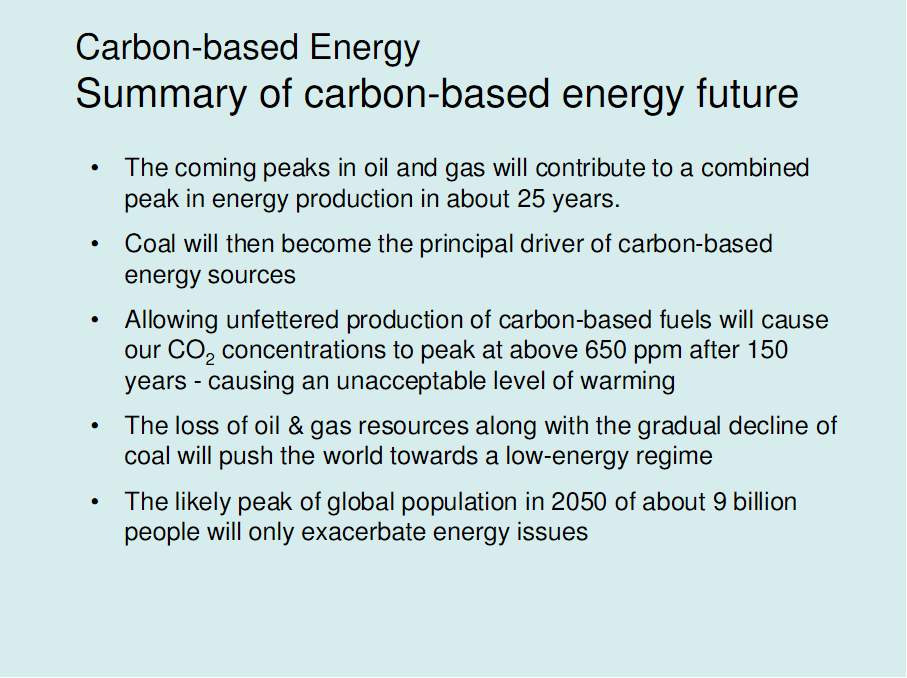 Carbon-based Energy
Summary of carbon-based energy future
• The coming peaks in oil and gas will contribute to a combined
peak in energy production in about 25 years.
• Coal will then become the principal driver of carbon-based
energy sources
• Allowing unfettered production of carbon-based fuels will cause
our CO₂ concentrations to peak at above 650 ppm after 150
years - causing an unacceptable level of warming
• The loss of oil & gas resources along with the gradual decline of
coal will push the world towards a low-energy regime
• The likely peak of global population in 2050 of about 9 billion
people will only exacerbate energy issues